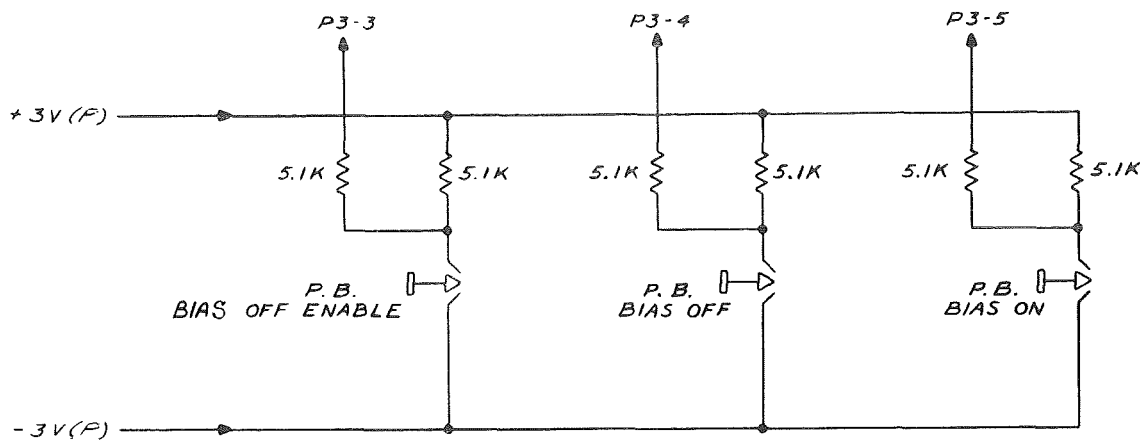 P3-3
P3-4
P3-5
+3V(P)
5.1K
5.1K
5.1K
5.1K
5.1K
5.1K
P. B.
BIAS OFF ENABLE
P. B.
BIAS OFF
P. B.
BIAS ON
-3V(P)